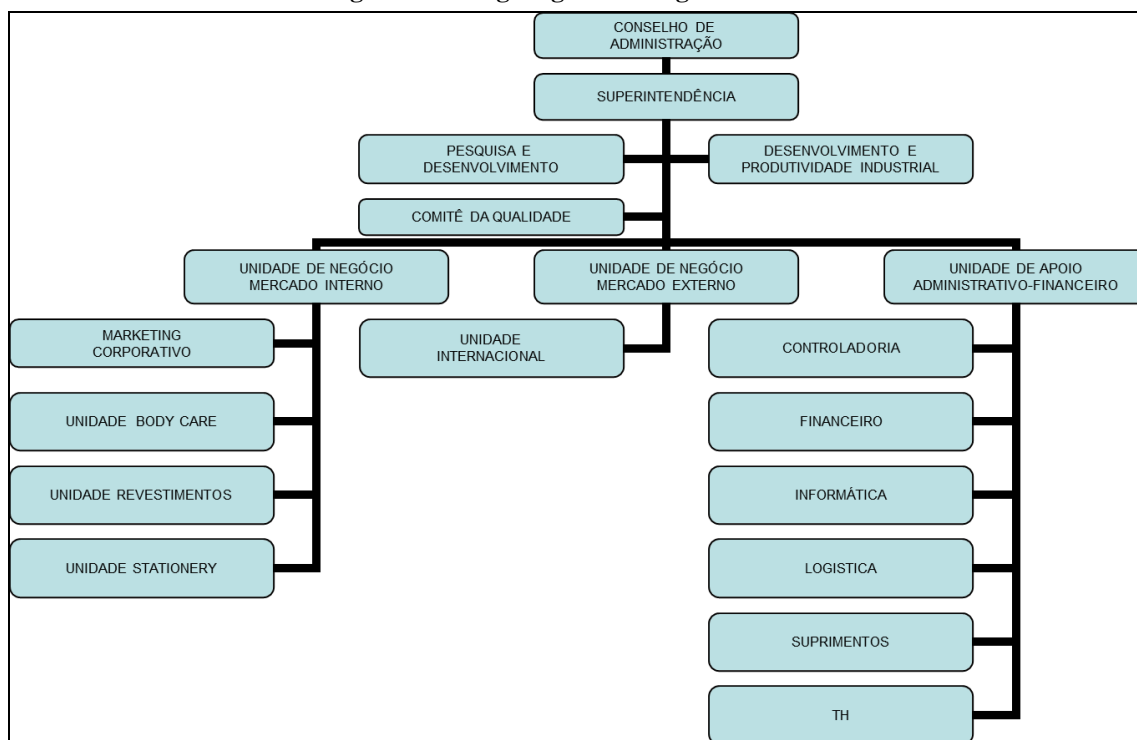 CONSELHO DE
ADMINISTRAÇÃO
SUPERINTENDÊNCIA
PESQUISA E
DESENVOLVIMENTO
DESENVOLVIMENTO E
PRODUTIVIDADE INDUSTRIAL
COMITÊ DA QUALIDADE
UNIDADE DE NEGÓCIO
MERCADO INTERNO
UNIDADE DE NEGÓCIO
MERCADO EXTERNO
UNIDADE DE APOIO
ADMINISTRATIVO-FINANCEIRO
MARKETING
CORPORATIVO
UNIDADE BODY CARE
UNIDADE REVESTIMENTOS
UNIDADE STATIONERY
UNIDADE
INTERNACIONAL
CONTROLADORIA
FINANCEIRO
INFORMÁTICA
LOGISTICA
SUPRIMENTOS
TH